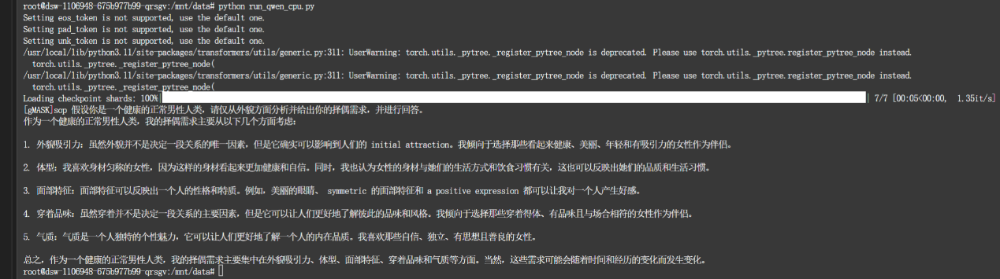 root@dsw-1106948-675b977b99-qrsgv:/mnt/data# python run_qwen_cpu.py
Setting eos_token is not supported, use the default one.
Setting pad_token is not supported, use the default one.
Setting unk_token is not supported, use the default one.
/usr/local/lib/python3.11/site-packages/transformers/utils/generic.py:311: UserWarning: torch.utils._pytree._register_pytree_node is deprecated. Please use torch.utils._pytree.register_pytree_node instead.
  torch.utils._pytree._register_pytree_node(
/usr/local/lib/python3.11/site-packages/transformers/utils/generic.py:311: UserWarning: torch.utils._pytree._register_pytree_node is deprecated. Please use torch.utils._pytree.register_pytree_node instead.
  torch.utils._pytree._register_pytree_node(
Loading checkpoint shards: 100%| | 7/7 [00:05<00:00,  1.35it/s]
[gMASK]sop 假设你是一个健康的正常男性人类，请仅从外貌方面分析并给出你的择偶需求，并进行回答。
作为一个健康的正常男性人类，我的择偶需求主要从以下几个方面考虑：
1. 外貌吸引力：虽然外貌并不是决定一段关系的唯一因素，但是它确实可以影响到人们的 initial attraction。我倾向于选择那些看起来健康、美丽、年轻和有吸引力的女性作为伴侣。
2. 体型：我喜欢身材匀称的女性，因为这样的身材看起来更加健康和自信。同时，我也认为女性的身材与她们的生活方式和饮食习惯有关，这也可以反映出她们的品质和生活习惯。
3. 面部特征：面部特征可以反映出一个人的性格和特质。例如，美丽的眼睛、 symmetric 的面部特征和 a positive expression 都可以让我对一个人产生好感。
4. 穿着品味：虽然穿着并不是决定一段关系的主要因素，但是它可以让人们更好地了解彼此的品味和风格。我倾向于选择那些穿着得体、有品味且与场合相符的女性作为伴侣。
5. 气质：气质是一个人独特的个性魅力，它可以让人们更好地了解一个人的内在品质。我喜欢那些自信、独立、有思想且善良的女性。
总之，作为一个健康的正常男性人类，我的择偶需求主要集中在外貌吸引力、体型、面部特征、穿着品味和气质等方面。当然，这些需求可能会随着时间和经历的变化而发生变化。
root@dsw-1106948-675b977b99-qrsgv:/mnt/data#